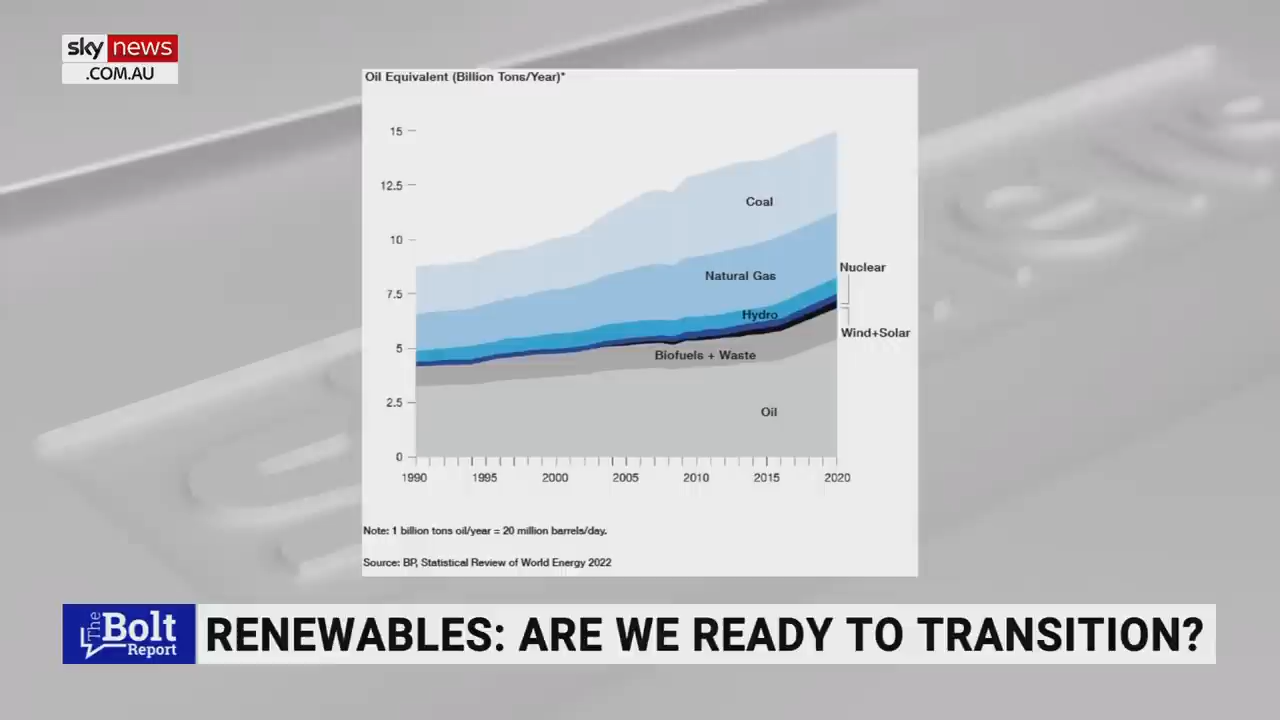 sky news
.COM.AU
Oil Equivalent (Billion Tons/Year)*
15
12.5
10
7.5
5
2.5
0
Coal
Natural Gas
Nuclear
Hydro
Wind+Solar
Biofuels + Waste
Oil
1990 1995 2000 2005 2010 2015 2020
Note: 1 billion tons oil/year = 20 million barrels/day.
Source: BP, Statistical Review of World Energy 2022
The Bolt Report
RENEWABLES: ARE WE READY TO TRANSITION?